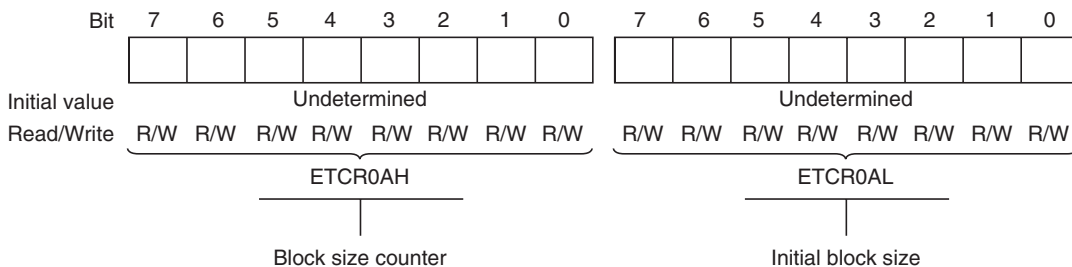 Bit 7 6 5 4 3 2 1 0 7 6 5 4 3 2 1 0
Initial value Undetermined Undetermined
Read/Write R/W R/W R/W R/W R/W R/W R/W R/W R/W R/W R/W R/W R/W R/W R/W R/W
ETCR0AH ETCR0AL
Block size counter Initial block size